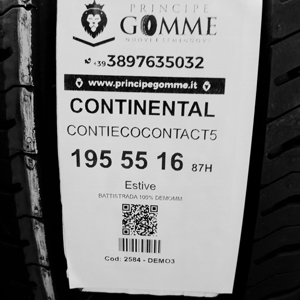 PRINCIPE
GOMME
+39 3897635032
www.principegomme.it
CONTINENTAL
CONTIECOCONTACT5
195 55 16 87H
Estive
BATTISTRADA 100% DEMOMM
Cod: 2584 - DEMO3